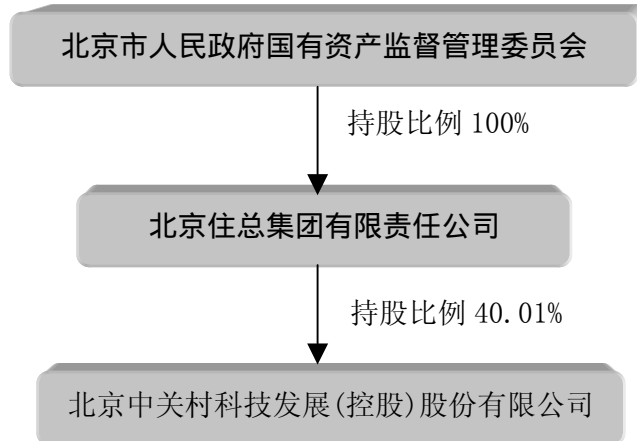 北京市人民政府国有资产监督管理委员会
持股比例 100%
北京住总集团有限责任公司
持股比例 40.01%
北京中关村科技发展(控股)股份有限公司